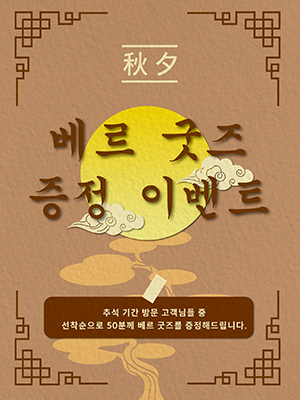 秋夕
베르 굿즈
증정 이벤트
추석 기간 방문 고객님들 중
선착순으로 50분께 베르 굿즈를 증정해드립니다.